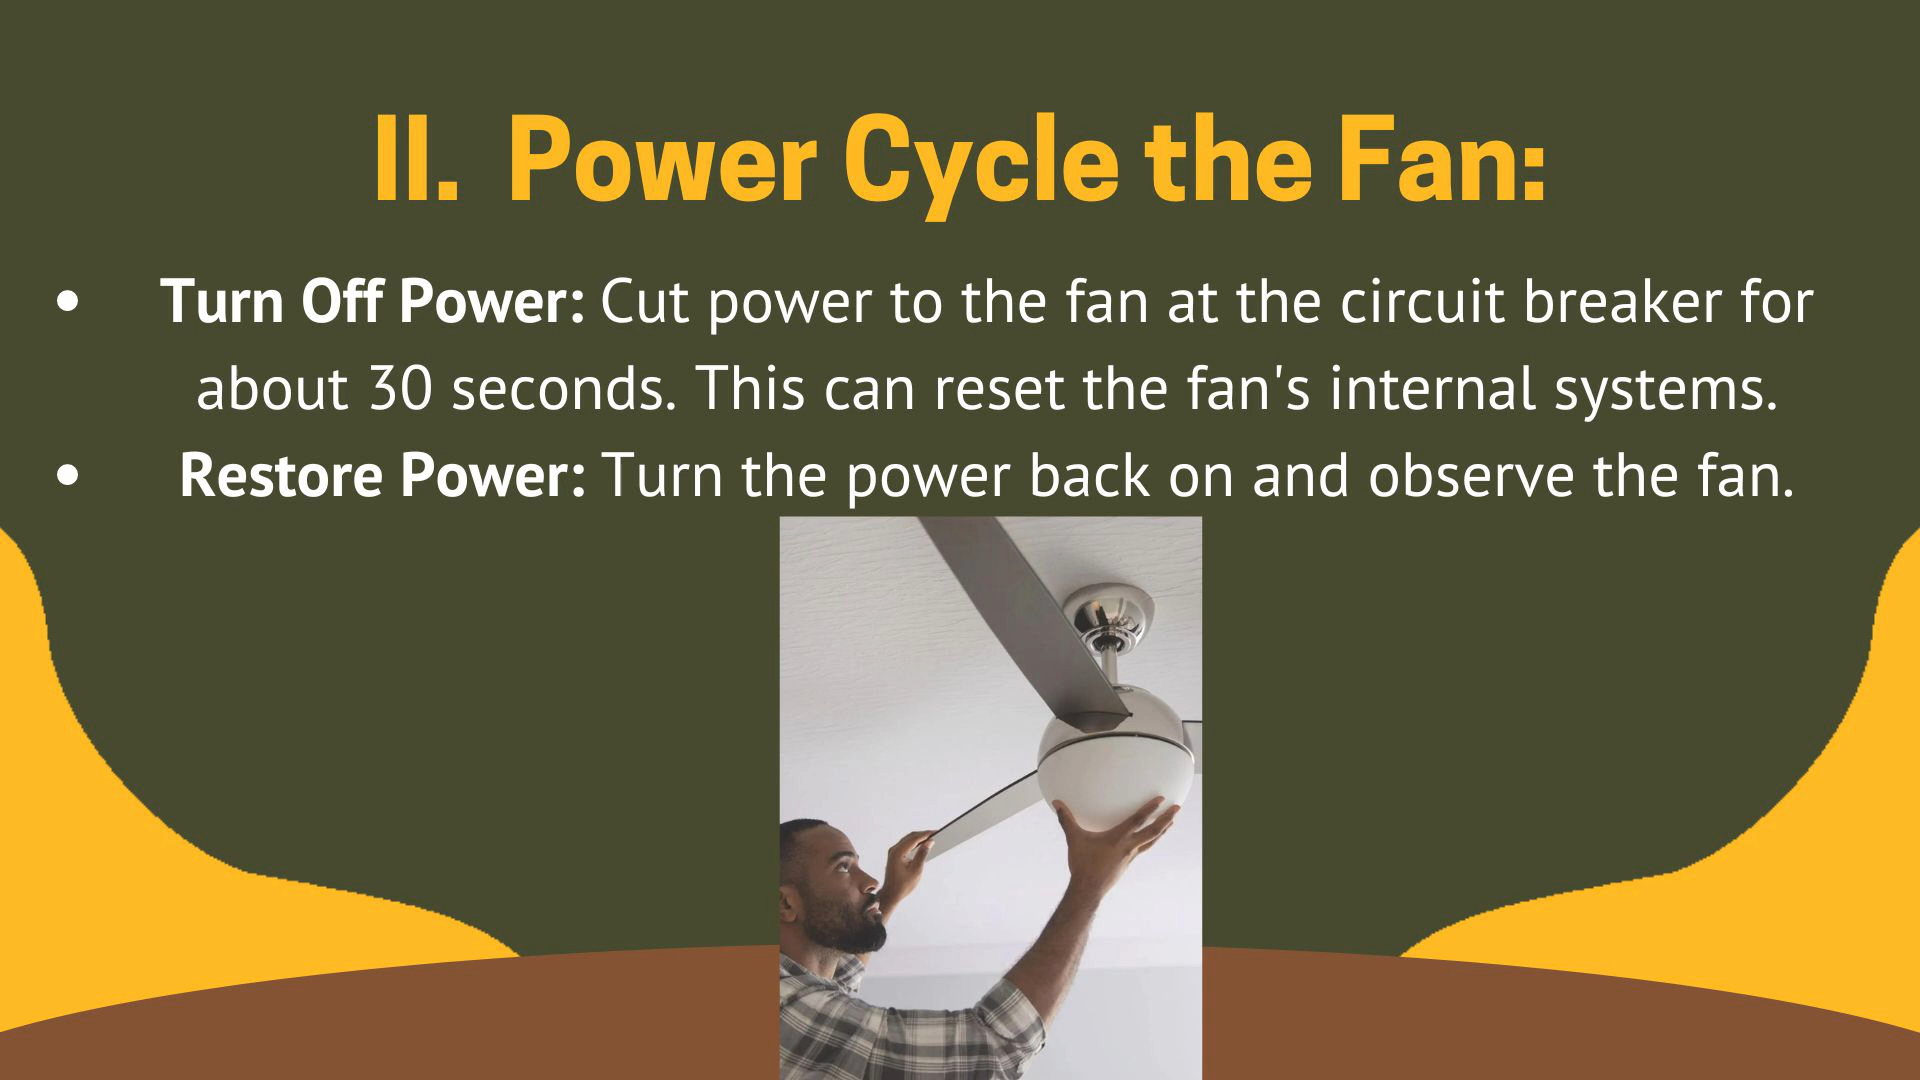 II. Power Cycle the Fan:
• Turn Off Power: Cut power to the fan at the circuit breaker for
about 30 seconds. This can reset the fan's internal systems.
• Restore Power: Turn the power back on and observe the fan.